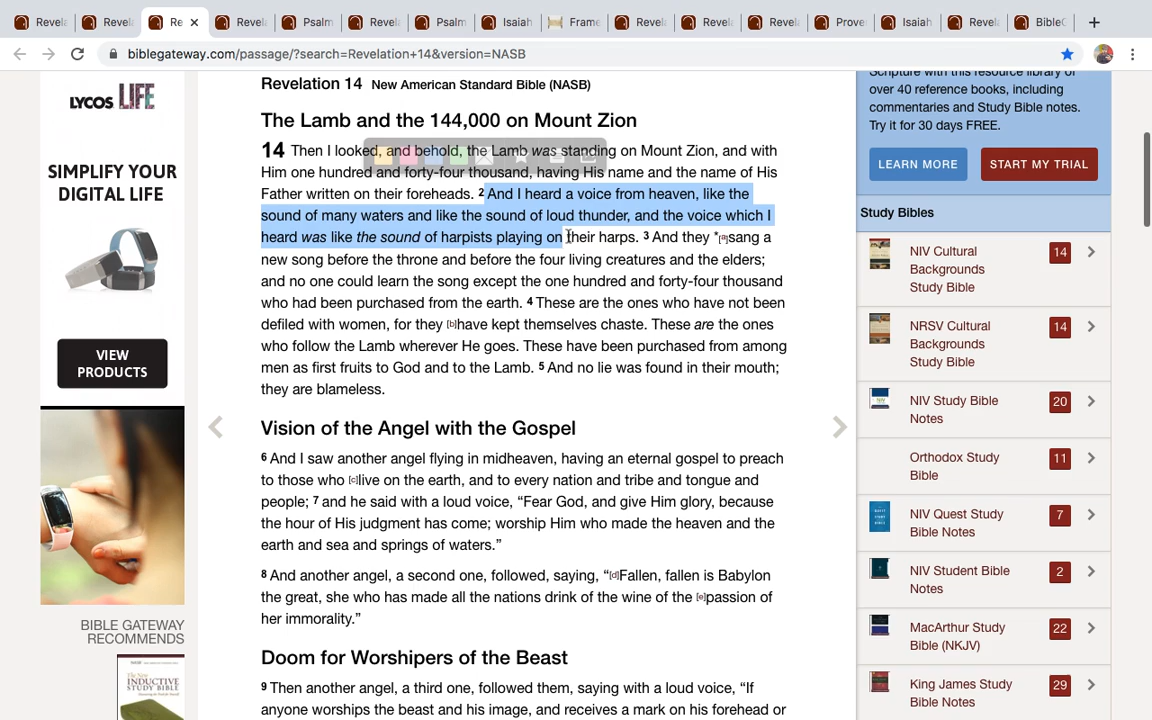 Revela
Revela
Re
Revela
Psalm
Revela
Psalm
Isaiah
Frame
Revela
Revela
Revela
Prove
Isaiah
Revela
BibleG
biblegateway.com/passage/?search=Revelation+14&version=NASB
LYCOS LIFE
SIMPLIFY YOUR
DIGITAL LIFE
VIEW
PRODUCTS
BIBLE GATEWAY
RECOMMENDS
The New
INDUCTIVE
STUDY BIBLE
Revelation 14 New American Standard Bible (NASB)
The Lamb and the 144,000 on Mount Zion
14 Then I looked, and behold, the Lamb was standing on Mount Zion, and with
Him one hundred and forty-four thousand, having His name and the name of His
Father written on their foreheads. 2 And I heard a voice from heaven, like the
sound of many waters and like the sound of loud thunder, and the voice which I
heard was like the sound of harpists playing on their harps. 3 And they *[a]sang a
new song before the throne and before the four living creatures and the elders;
and no one could learn the song except the one hundred and forty-four thousand
who had been purchased from the earth. 4 These are the ones who have not been
defiled with women, for they [b]have kept themselves chaste. These are the ones
who follow the Lamb wherever He goes. These have been purchased from among
men as first fruits to God and to the Lamb. 5 And no lie was found in their mouth;
they are blameless.
Vision of the Angel with the Gospel
6 And I saw another angel flying in midheaven, having an eternal gospel to preach
to those who [c]live on the earth, and to every nation and tribe and tongue and
people; 7 and he said with a loud voice, “Fear God, and give Him glory, because
the hour of His judgment has come; worship Him who made the heaven and the
earth and sea and springs of waters.”
8 And another angel, a second one, followed, saying, “[d]Fallen, fallen is Babylon
the great, she who has made all the nations drink of the wine of the [e]passion of
her immorality.”
Doom for Worshipers of the Beast
9 Then another angel, a third one, followed them, saying with a loud voice, “If
anyone worships the beast and his image, and receives a mark on his forehead or
Scripture with this resource library of
over 40 reference books, including
commentaries and Study Bible notes.
Try it for 30 days FREE.
LEARN MORE
START MY TRIAL
Study Bibles
NIV Cultural
Backgrounds
Study Bible
14
NRSV Cultural
Backgrounds
Study Bible
14
NIV Study Bible
Notes
20
Orthodox Study
Bible
11
NIV Quest Study
Bible Notes
7
NIV Student Bible
Notes
2
MacArthur Study
Bible (NKJV)
22
King James Study
Bible Notes
29